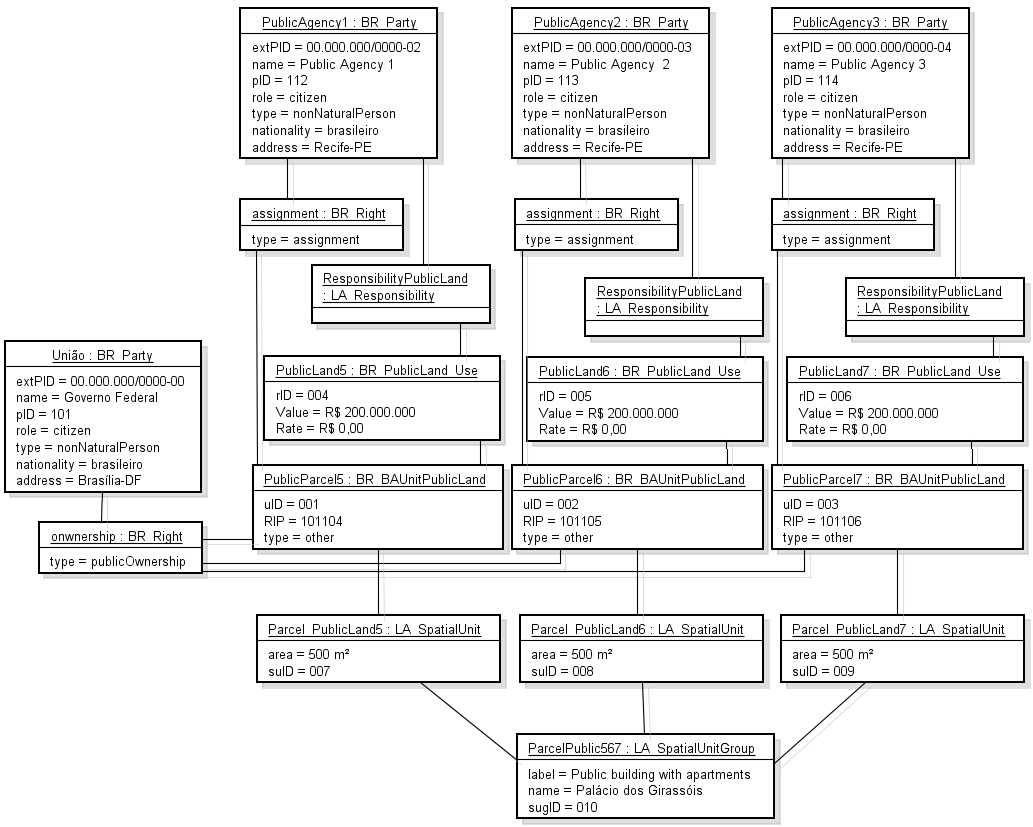 PublicAgency1 : BR_Party
extPID = 00.000.000/0000-02
name = Public Agency 1
pID = 112
role = citizen
type = nonNaturalPerson
nationality = brasileiro
address = Recife-PE
PublicAgency2 : BR_Party
extPID = 00.000.000/0000-03
name = Public Agency  2
pID = 113
role = citizen
type = nonNaturalPerson
nationality = brasileiro
address = Recife-PE
PublicAgency3 : BR_Party
extPID = 00.000.000/0000-04
name = Public Agency 3
pID = 114
role = citizen
type = nonNaturalPerson
nationality = brasileiro
address = Recife-PE
assignment : BR_Right
type = assignment
assignment : BR_Right
type = assignment
assignment : BR_Right
type = assignment
ResponsibilityPublicLand
: LA_Responsibility
ResponsibilityPublicLand
: LA_Responsibility
ResponsibilityPublicLand
: LA_Responsibility
União : BR_Party
extPID = 00.000.000/0000-00
name = Governo Federal
pID = 101
role = citizen
type = nonNaturalPerson
nationality = brasileiro
address = Brasília-DF
PublicLand5 : BR_PublicLand_Use
rID = 004
Value = R$ 200.000.000
Rate = R$ 0,00
PublicLand6 : BR_PublicLand_Use
rID = 005
Value = R$ 200.000.000
Rate = R$ 0,00
PublicLand7 : BR_PublicLand_Use
rID = 006
Value = R$ 200.000.000
Rate = R$ 0,00
PublicParcel5 : BR_BAUnitPublicLand
uID = 001
RIP = 101104
type = other
PublicParcel6 : BR_BAUnitPublicLand
uID = 002
RIP = 101105
type = other
PublicParcel7 : BR_BAUnitPublicLand
uID = 003
RIP = 101106
type = other
onwnership : BR_Right
type = publicOwnership
Parcel_PublicLand5 : LA_SpatialUnit
area = 500 m²
suID = 007
Parcel_PublicLand6 : LA_SpatialUnit
area = 500 m²
suID = 008
Parcel_PublicLand7 : LA_SpatialUnit
area = 500 m²
suID = 009
ParcelPublic567 : LA_SpatialUnitGroup
label = Public building with apartments
name = Palácio dos Girassóis
sugID = 010